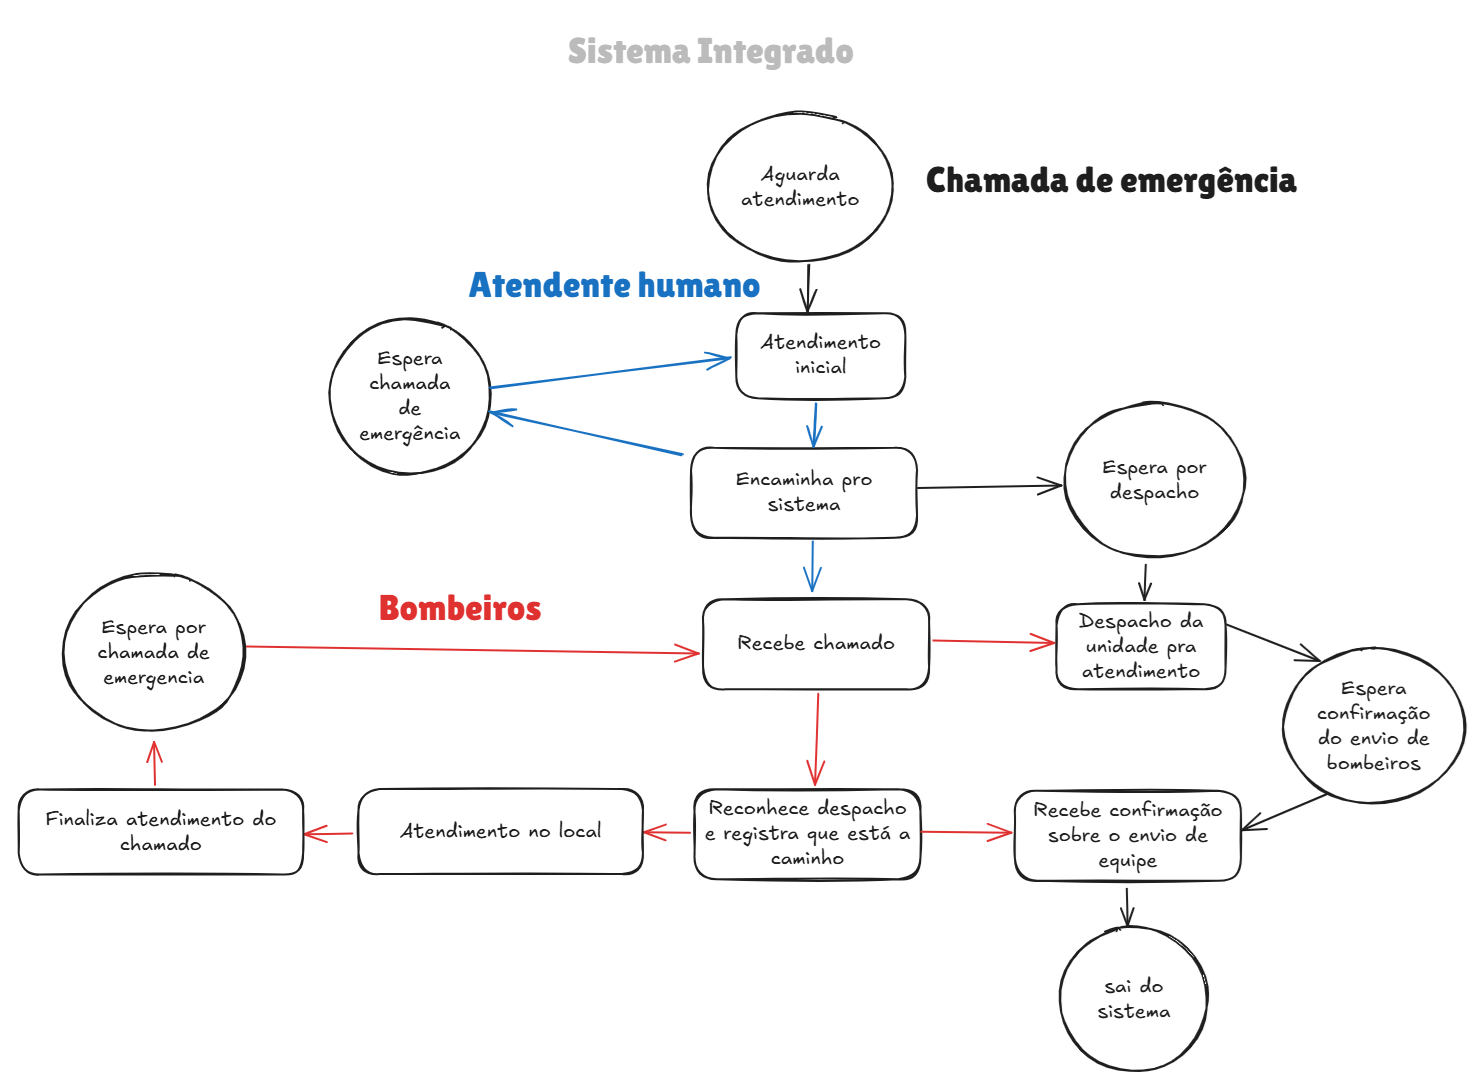 Sistema Integrado
Aguarda
atendimento
Chamada de emergência
Atendente humano
Espera
chamada
de
emergência
Atendimento
inicial
Encaminha pro
sistema
Espera por
despacho
Bombeiros
Espera por
chamada de
emergencia
Recebe chamado
Despacho da
unidade pra
atendimento
Espera
confirmação
do envio de
bombeiros
Finaliza atendimento do
chamado
Atendimento no local
Reconhece despacho
e registra que está a
caminho
Recebe confirmação
sobre o envio de
equipe
sai do
sistema